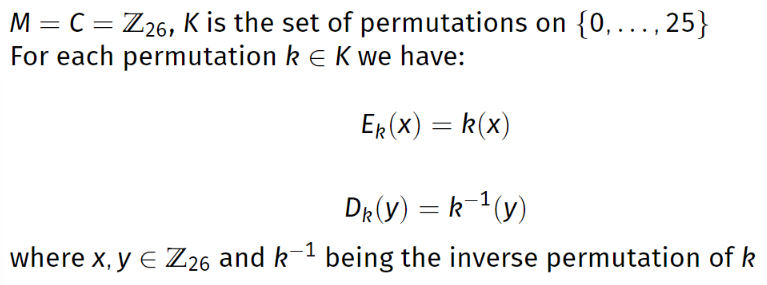 M = C = ℤ₂₆, K is the set of permutations on {0, . . . , 25}
For each permutation k ∈ K we have:
Eₖ(x) = k(x)
Dₖ(y) = k⁻¹(y)
where x, y ∈ ℤ₂₆ and k⁻¹ being the inverse permutation of k